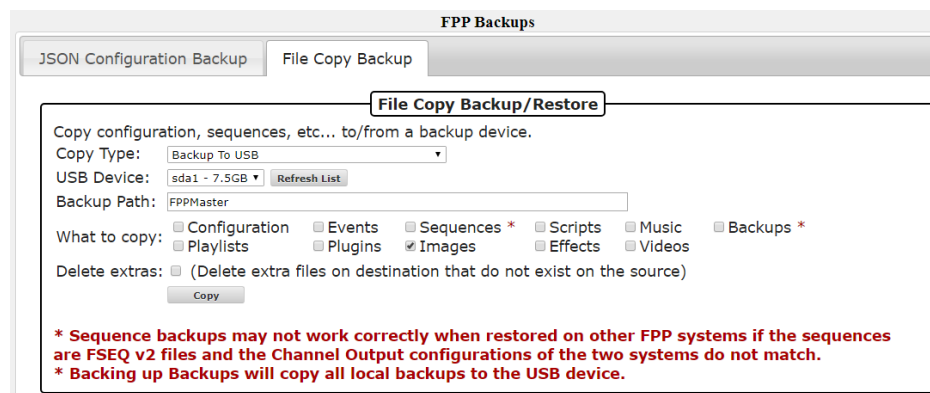 FPP Backups
JSON Configuration Backup File Copy Backup
File Copy Backup/Restore
Copy configuration, sequences, etc... to/from a backup device.
Copy Type: Backup To USB
USB Device: sda1 - 7.5GB Refresh List
Backup Path: FPPMaster
What to copy: Configuration Events Sequences * Scripts Music Backups *
Playlists Plugins Images Effects Videos
Delete extras: (Delete extra files on destination that do not exist on the source)
Copy
* Sequence backups may not work correctly when restored on other FPP systems if the sequences
are FSEQ v2 files and the Channel Output configurations of the two systems do not match.
* Backing up Backups will copy all local backups to the USB device.